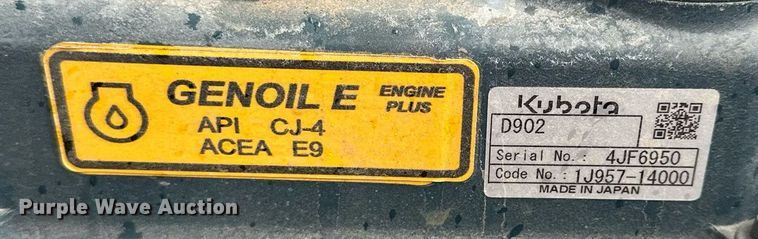 GENOIL E ENGINE PLUS
API CJ-4
ACEA E9
Kubota
D902
Serial No.: 4JF6950
Code No.: 1J957-14000
MADE IN JAPAN
Purple Wave Auction